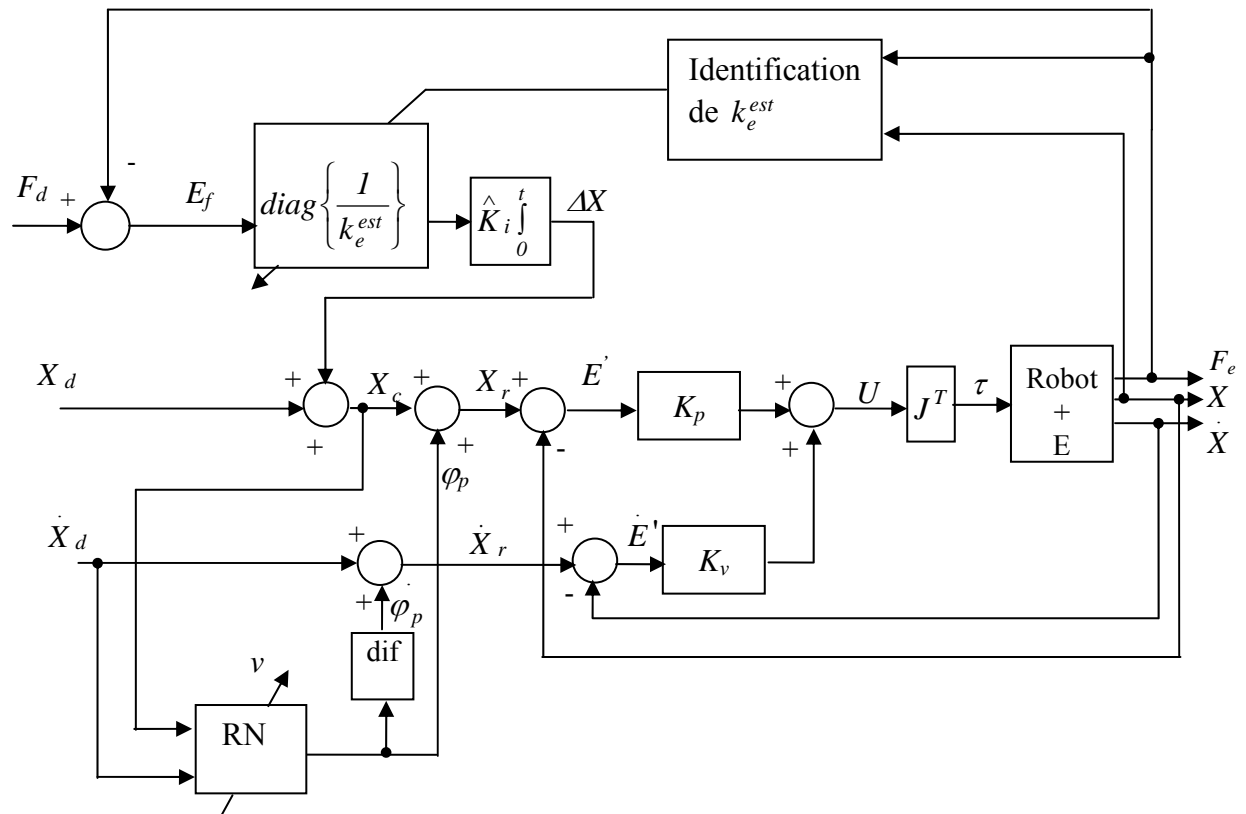 Identification
de k_e^{est}
-
F_d +
E_f
diag{1/k_e^{est}}
\hat{K}_i ∫_0^t
ΔX
X_d
+
+
X_c
+
+
X_r
+
-
E'
K_p
+
+
U
J^T
τ
Robot
+
E
F_e
X
Ẋ
φ_p
Ẋ_d
+
+
φ̇_p
Ẋ_r
+
-
Ė'
K_v
dif
v
RN